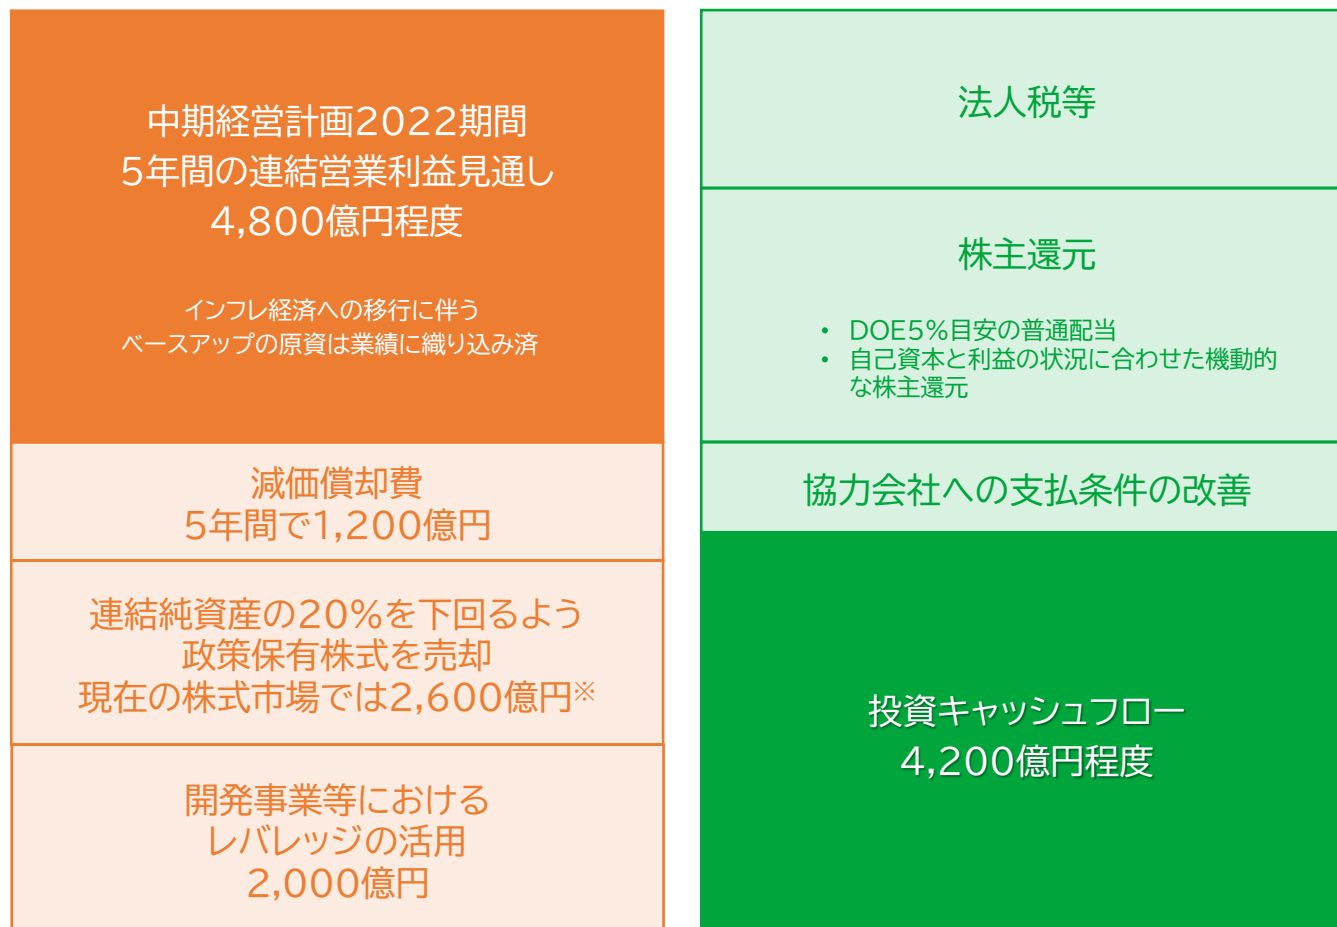 中期経営計画2022期間
5年間の連結営業利益見通し
4,800億円程度
インフレ経済への移行に伴う
ベースアップの原資は業績に織り込み済
減価償却費
5年間で1,200億円
連結純資産の20%を下回るよう
政策保有株式を売却
現在の株式市場では2,600億円※
開発事業等における
レバレッジの活用
2,000億円
法人税等
株主還元
• DOE5%目安の普通配当
• 自己資本と利益の状況に合わせた機動的
な株主還元
協力会社への支払条件の改善
投資キャッシュフロー
4,200億円程度